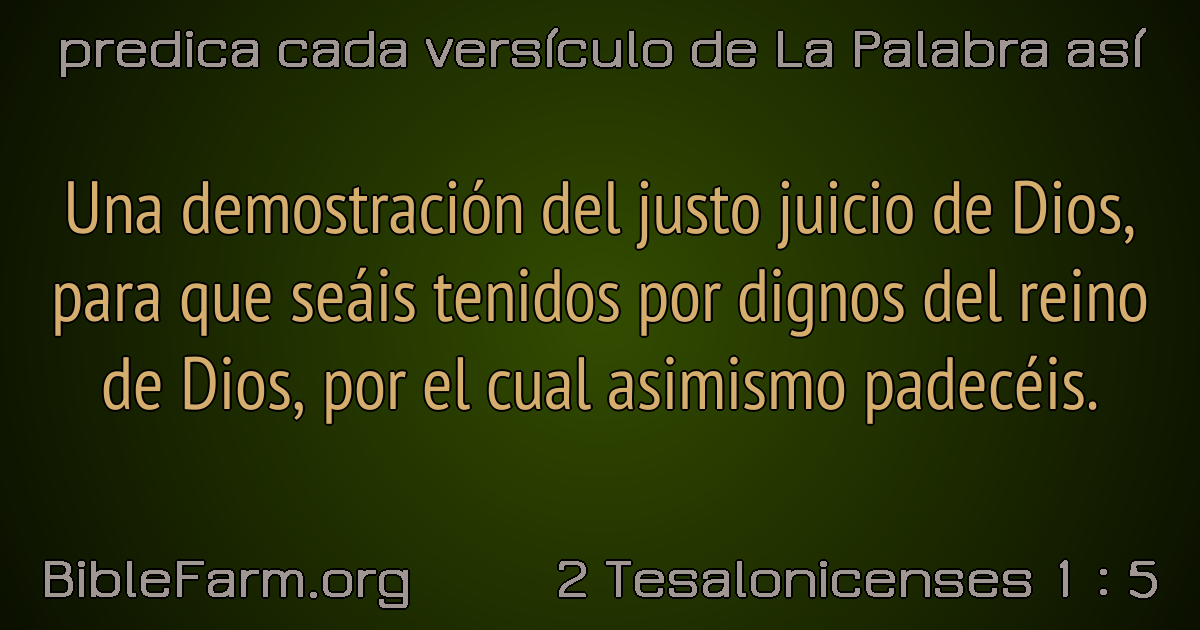 predica cada versículo de La Palabra así
Una demostración del justo juicio de Dios,
para que seáis tenidos por dignos del reino
de Dios, por el cual asimismo padecéis.
BibleFarm.org 2 Tesalonicenses 1 : 5